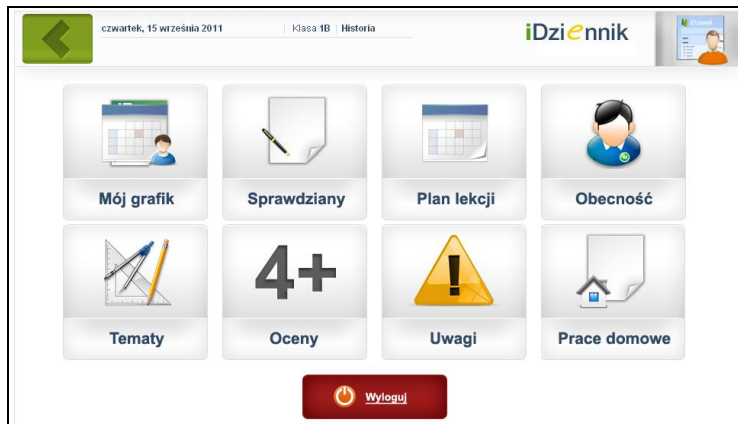 czwartek, 15 września 2011 | Klasa 1B | Historia
iDziennik
Mój grafik Sprawdziany Plan lekcji Obecność
4+
Tematy Oceny Uwagi Prace domowe
Wyloguj